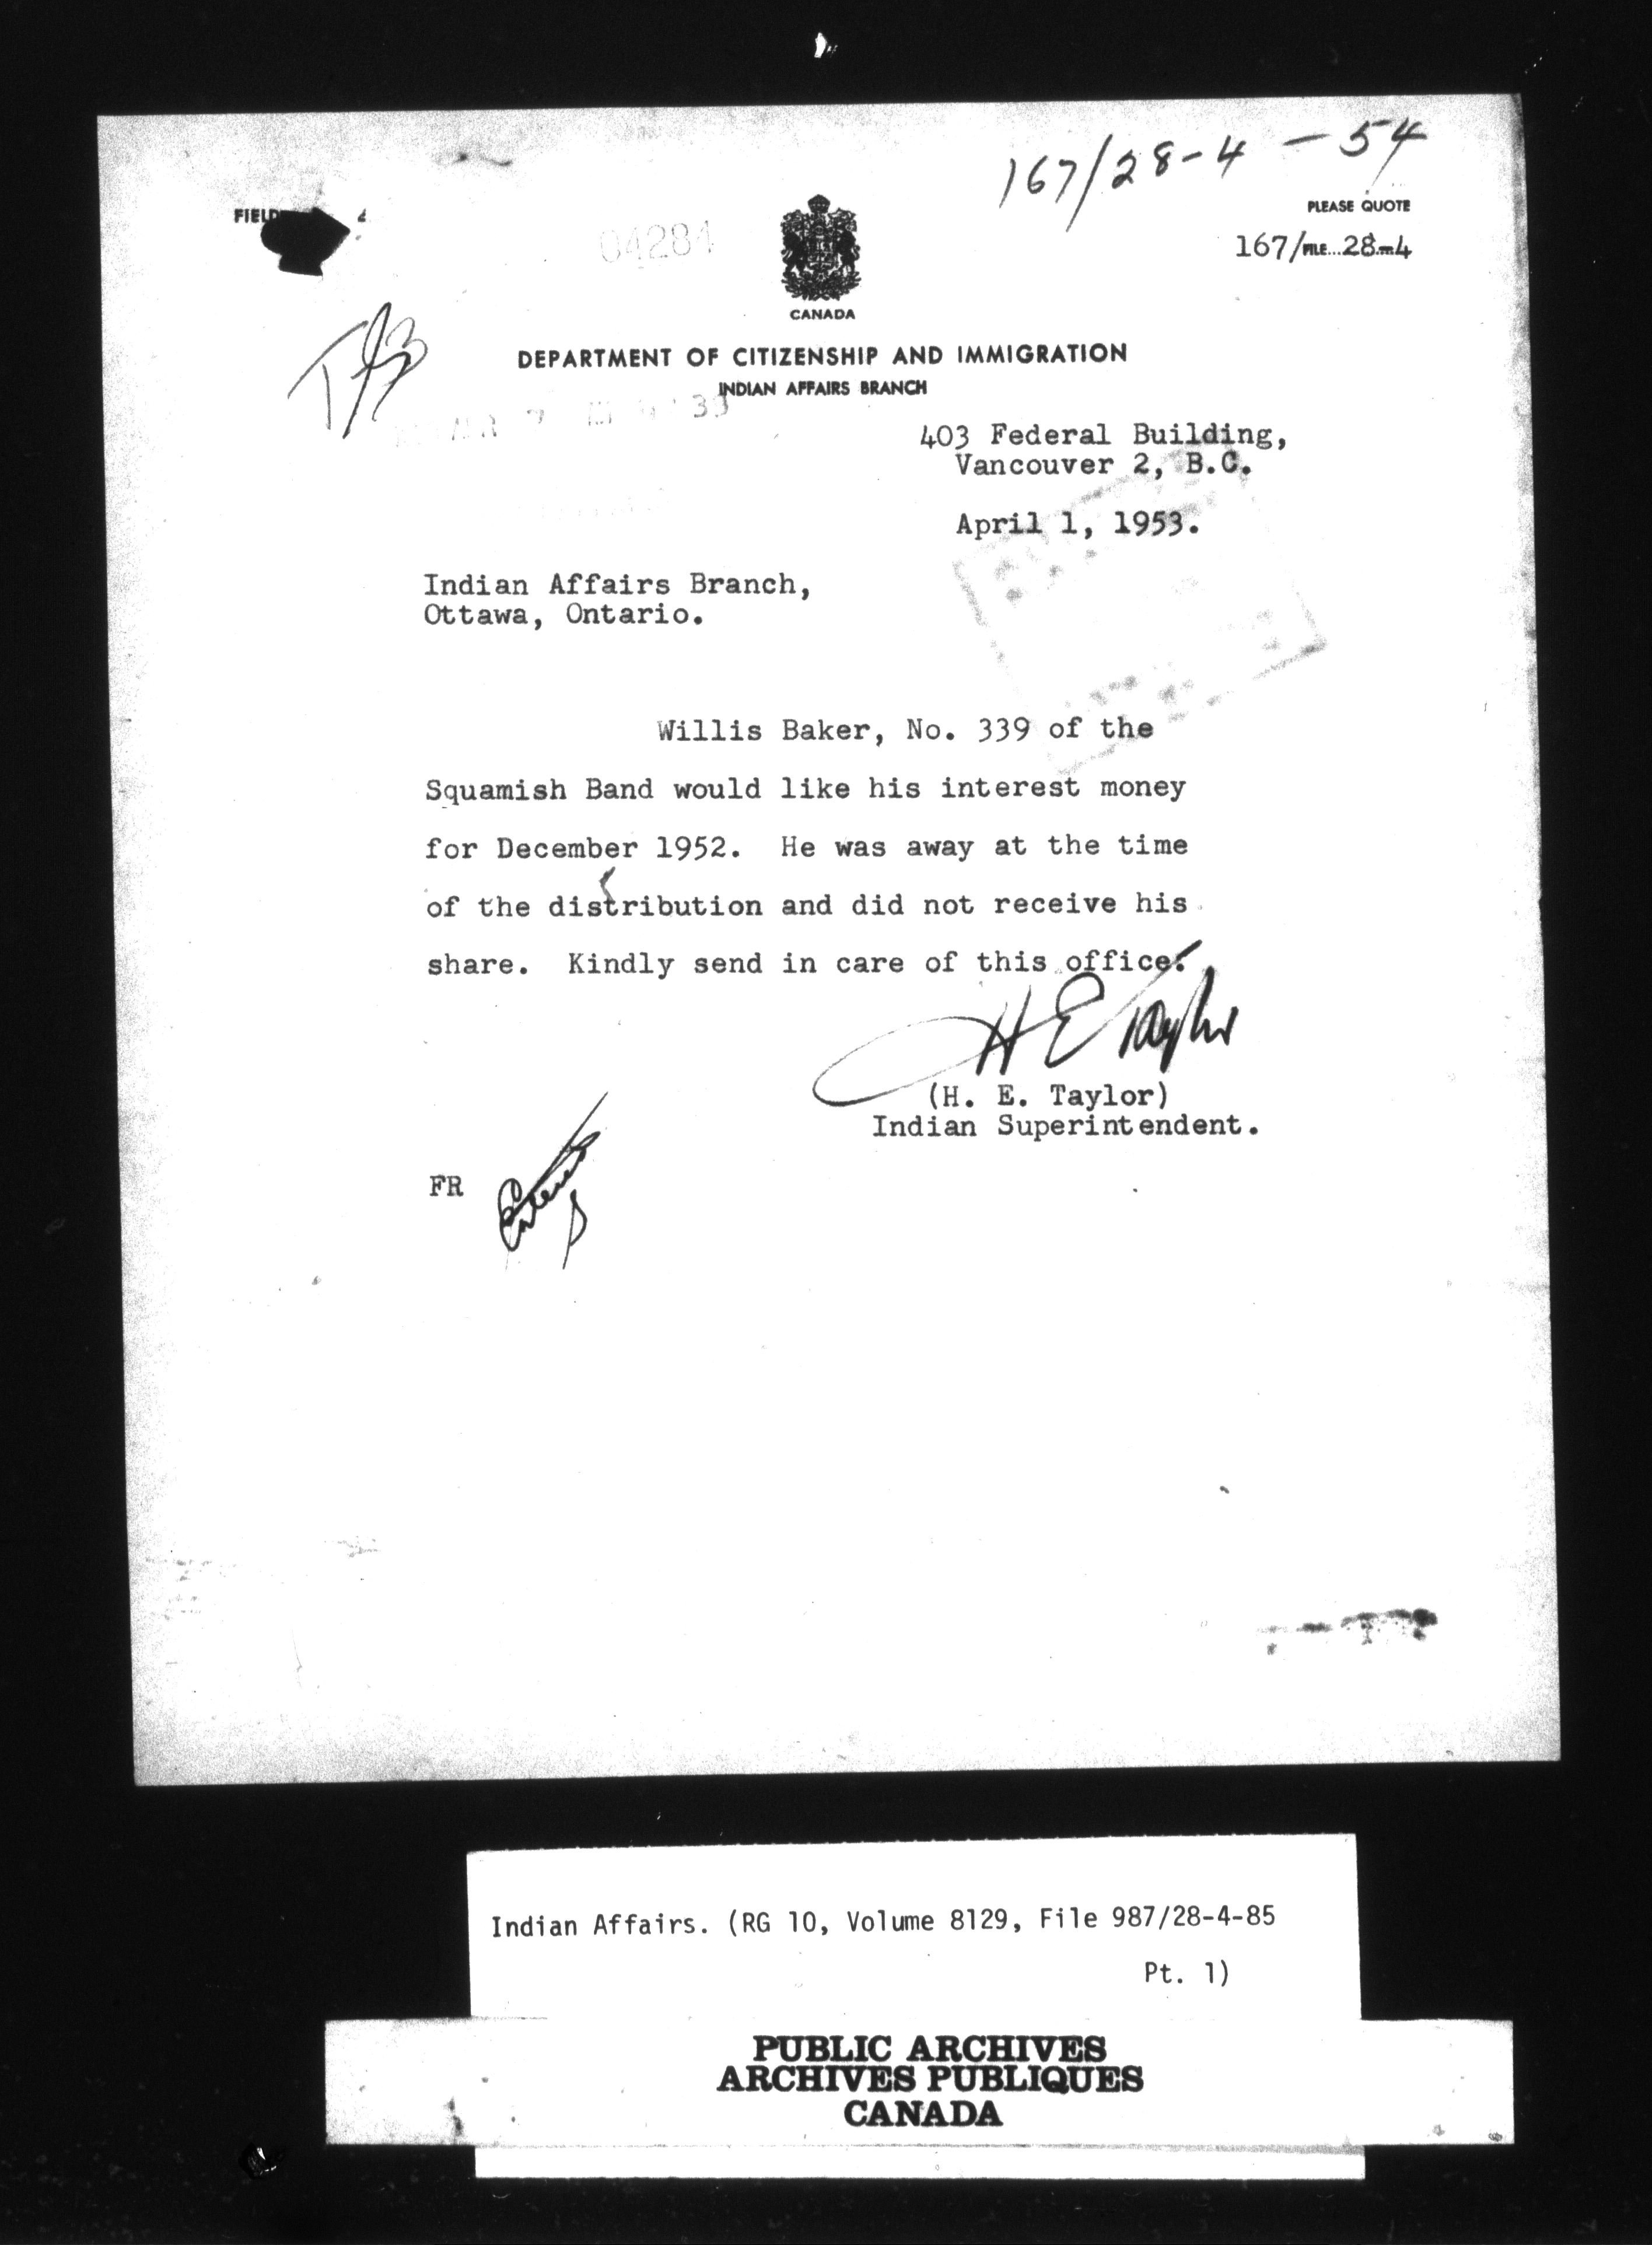 167/28-4 - 54
FIELD
04284
PLEASE QUOTE
167/FILE...28-4
CANADA
DEPARTMENT OF CITIZENSHIP AND IMMIGRATION
INDIAN AFFAIRS BRANCH
403 Federal Building,
Vancouver 2, B.C.
April 1, 1953.
Indian Affairs Branch,
Ottawa, Ontario.
Willis Baker, No. 339 of the
Squamish Band would like his interest money
for December 1952. He was away at the time
of the distribution and did not receive his
share. Kindly send in care of this office.
H E Taylor
(H. E. Taylor)
Indian Superintendent.
FR
Indian Affairs. (RG 10, Volume 8129, File 987/28-4-85
Pt. 1)
PUBLIC ARCHIVES
ARCHIVES PUBLIQUES
CANADA